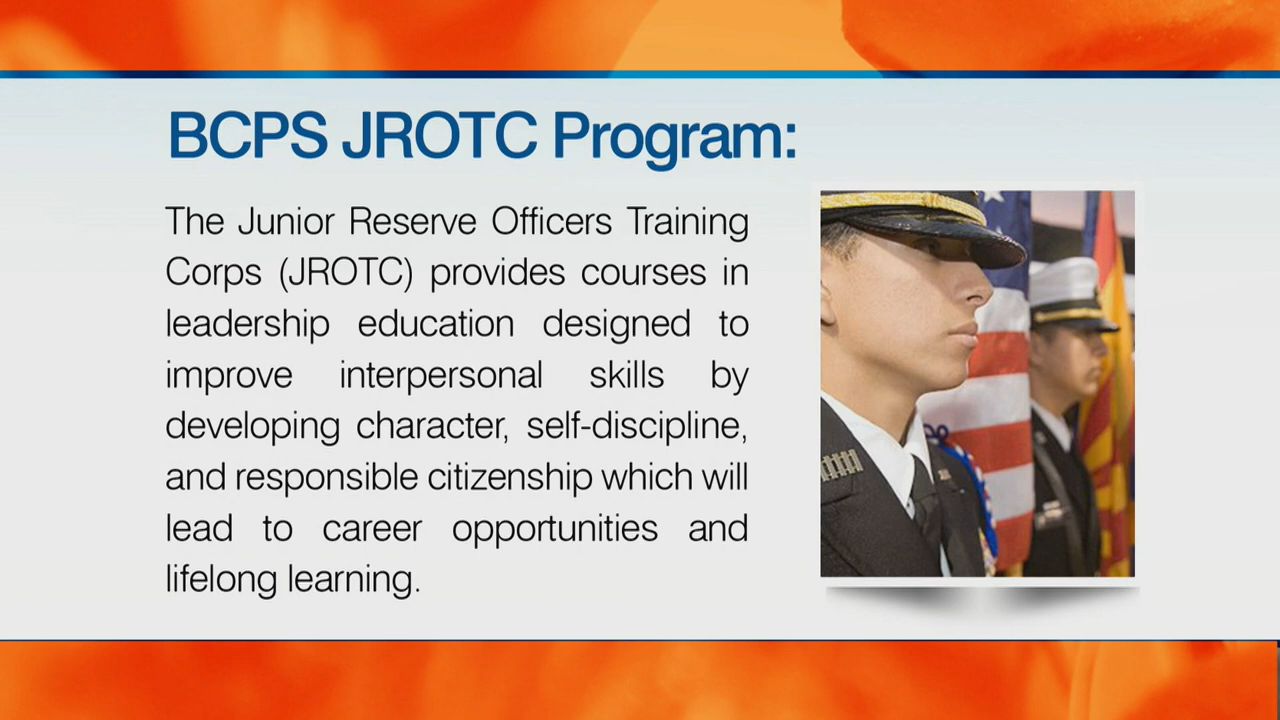 BCPS JROTC Program:
The Junior Reserve Officers Training
Corps (JROTC) provides courses in
leadership education designed to
improve interpersonal skills by
developing character, self-discipline,
and responsible citizenship which will
lead to career opportunities and
lifelong learning.